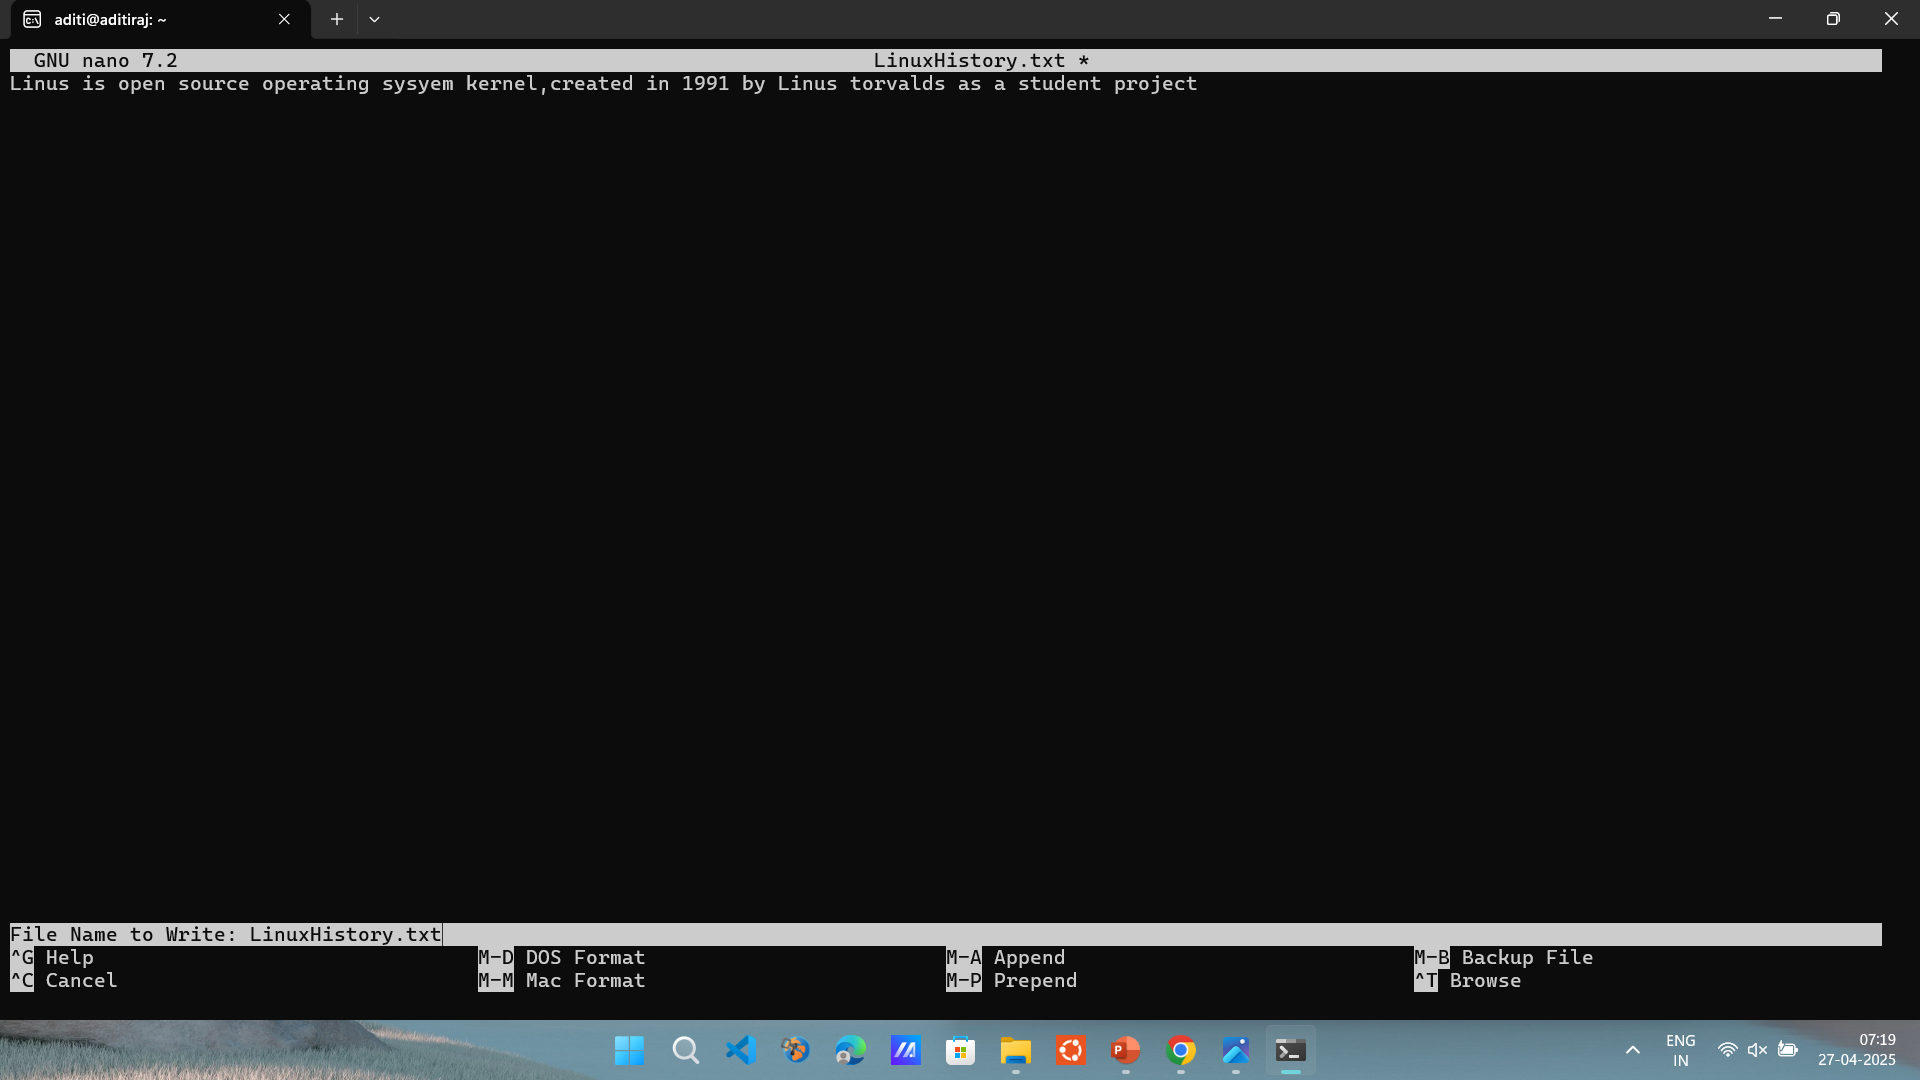 aditi@aditiraj: ~
GNU nano 7.2 LinuxHistory.txt *
Linus is open source operating sysyem kernel,created in 1991 by Linus torvalds as a student project
File Name to Write: LinuxHistory.txt
^G Help M-D DOS Format M-A Append M-B Backup File
^C Cancel M-M Mac Format M-P Prepend ^T Browse
ENG 07:19
IN 27-04-2025